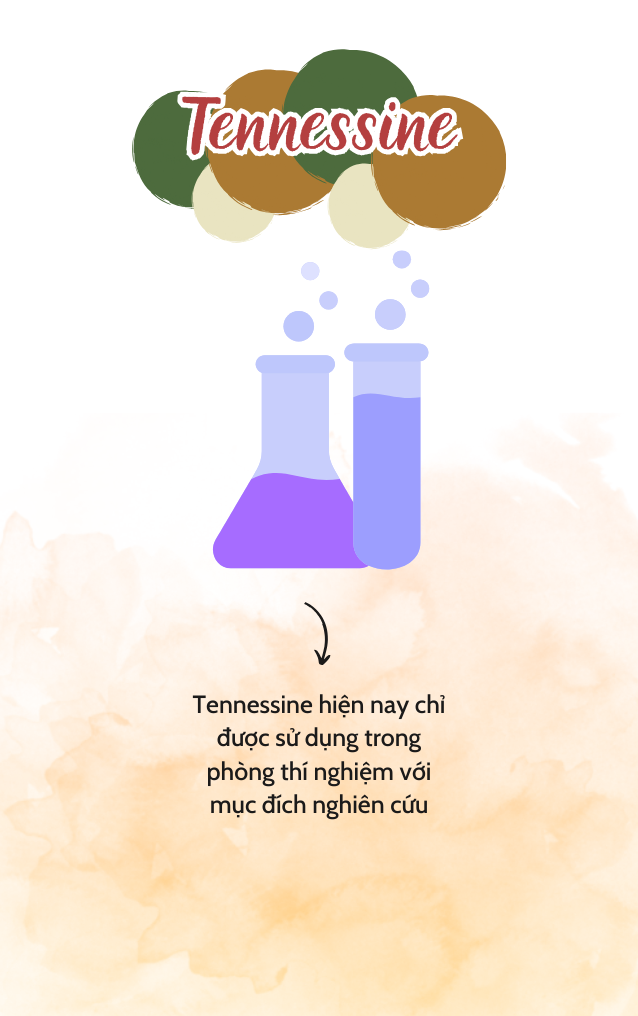 Tennessine
Tennessine hiện nay chỉ
được sử dụng trong
phòng thí nghiệm với
mục đích nghiên cứu